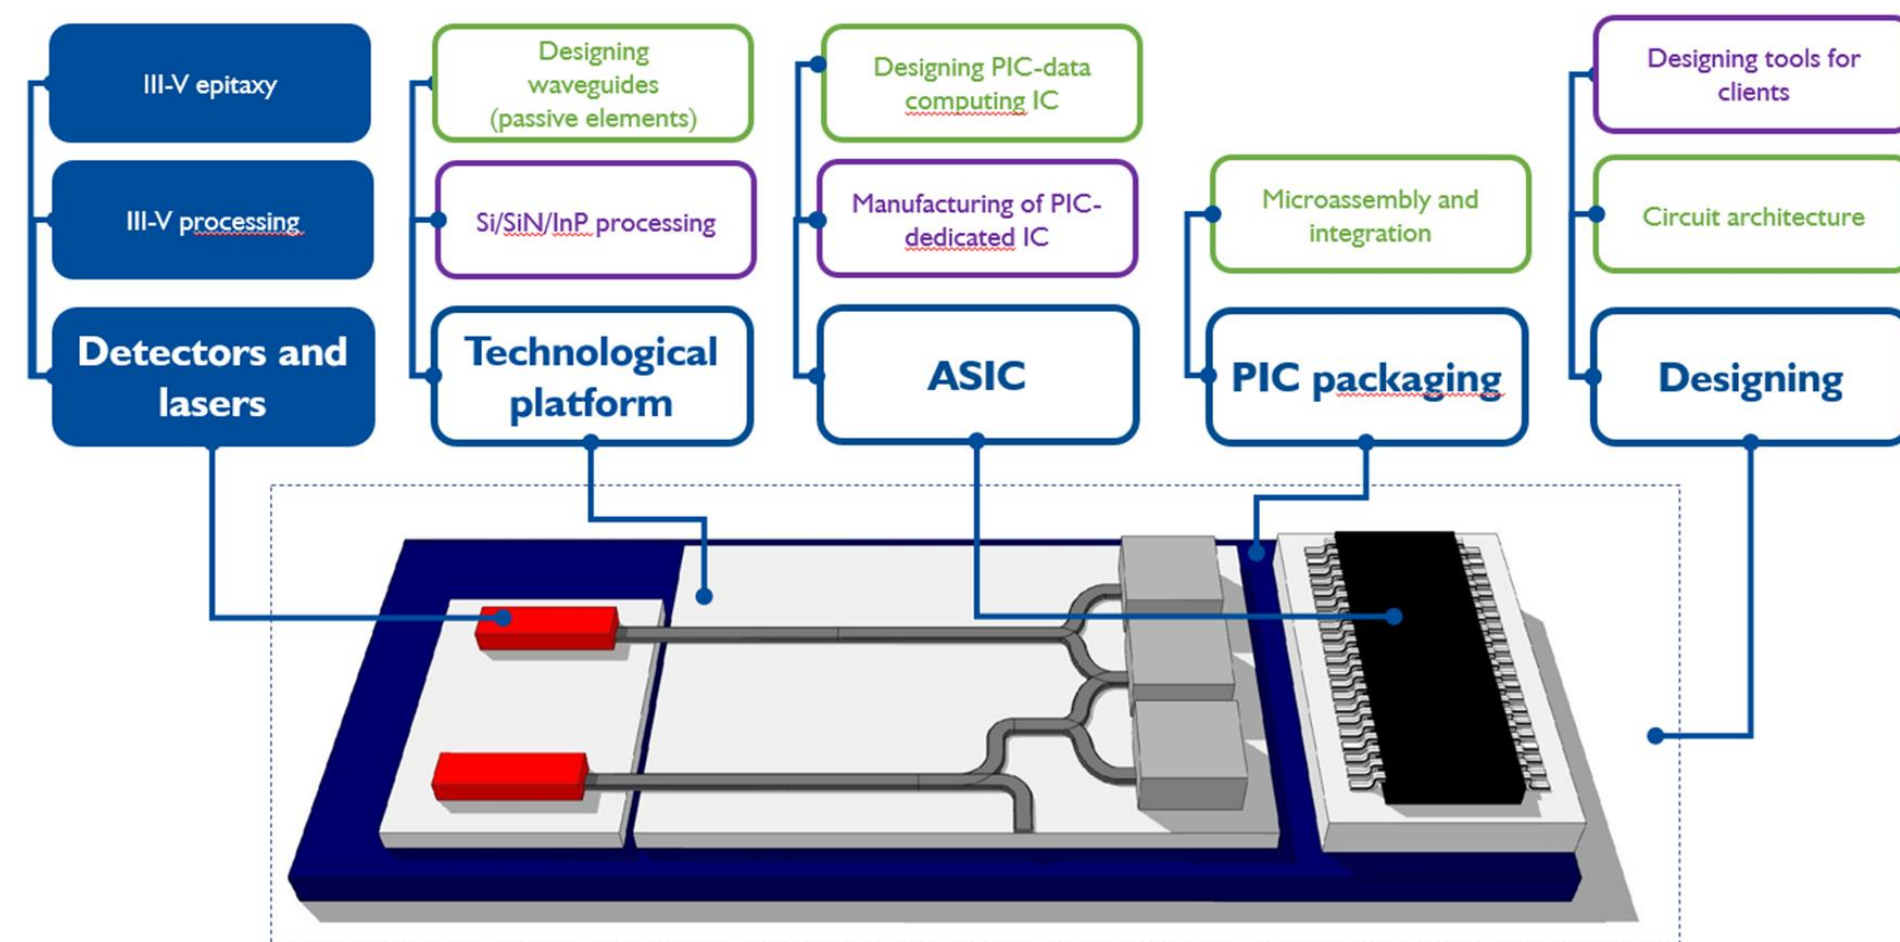 III-V epitaxy
III-V processing
Detectors and
lasers
Designing
waveguides
(passive elements)
Si/SiN/InP processing
Technological
platform
Designing PIC-data
computing IC
Manufacturing of PIC-
dedicated IC
ASIC
Microassembly and
integration
PIC packaging
Designing tools for
clients
Circuit architecture
Designing